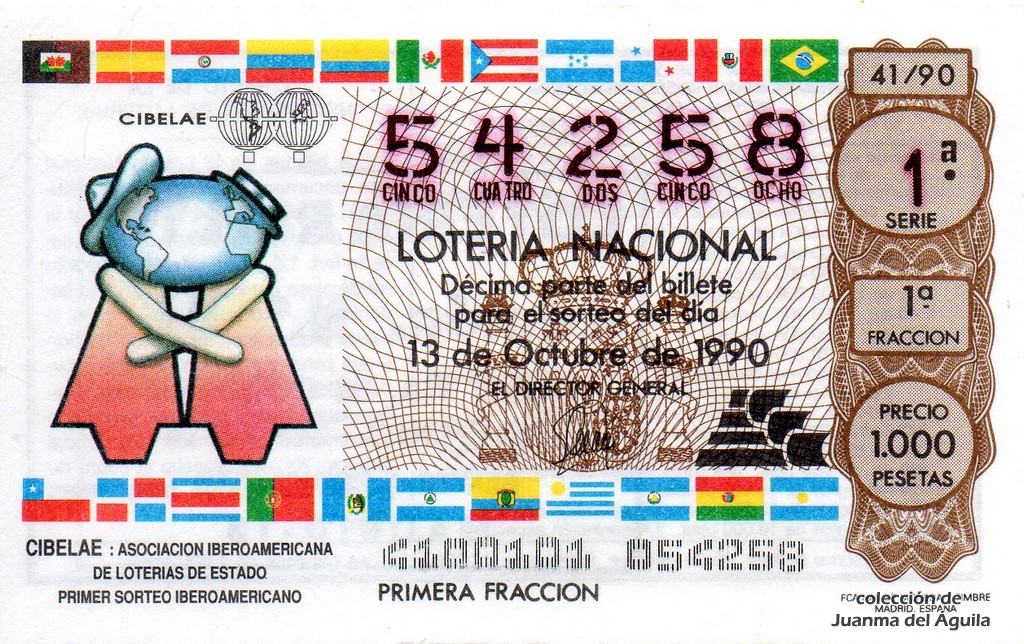 41/90
CIBELAE
5 4 2 5 8
CINCO CUATRO DOS CINCO OCHO
1ª
SERIE
LOTERIA NACIONAL
Décima parte del billete
para el sorteo del día
13 de Octubre de 1990
EL DIRECTOR GENERAL
1ª
FRACCION
PRECIO
1.000
PESETAS
CIBELAE : ASOCIACION IBEROAMERICANA
DE LOTERIAS DE ESTADO
PRIMER SORTEO IBEROAMERICANO
4100101 054258
PRIMERA FRACCION
colección de
MADRID. ESPAÑA
Juanma del Águila